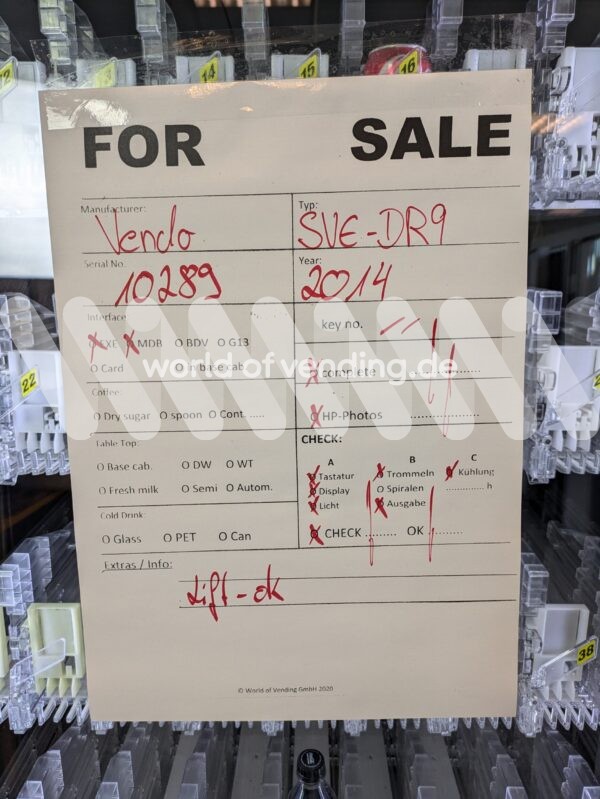 12
13
14
15
16
FOR SALE
Manufacturer: Typ:
Vendo SVE-DR9
Serial No. Year:
10289 2014
Interface: key no.
EXE MDB O BDV O G13
O Card O base cab. complete
world of vending.de
Coffee: HP-Photos ............
O Dry sugar O spoon O Cont. .....
CHECK:
Table Top: A B C
O Base cab. O DW O WT Tastatur Trommeln Kühlung
O Fresh milk O Semi O Autom. Display O Spiralen ............ h
Licht Ausgabe
Cold Drink: CHECK ......... OK .........
O Glass O PET O Can
Extras / Info:
Lift-ok
© World of Vending GmbH 2020
22
38